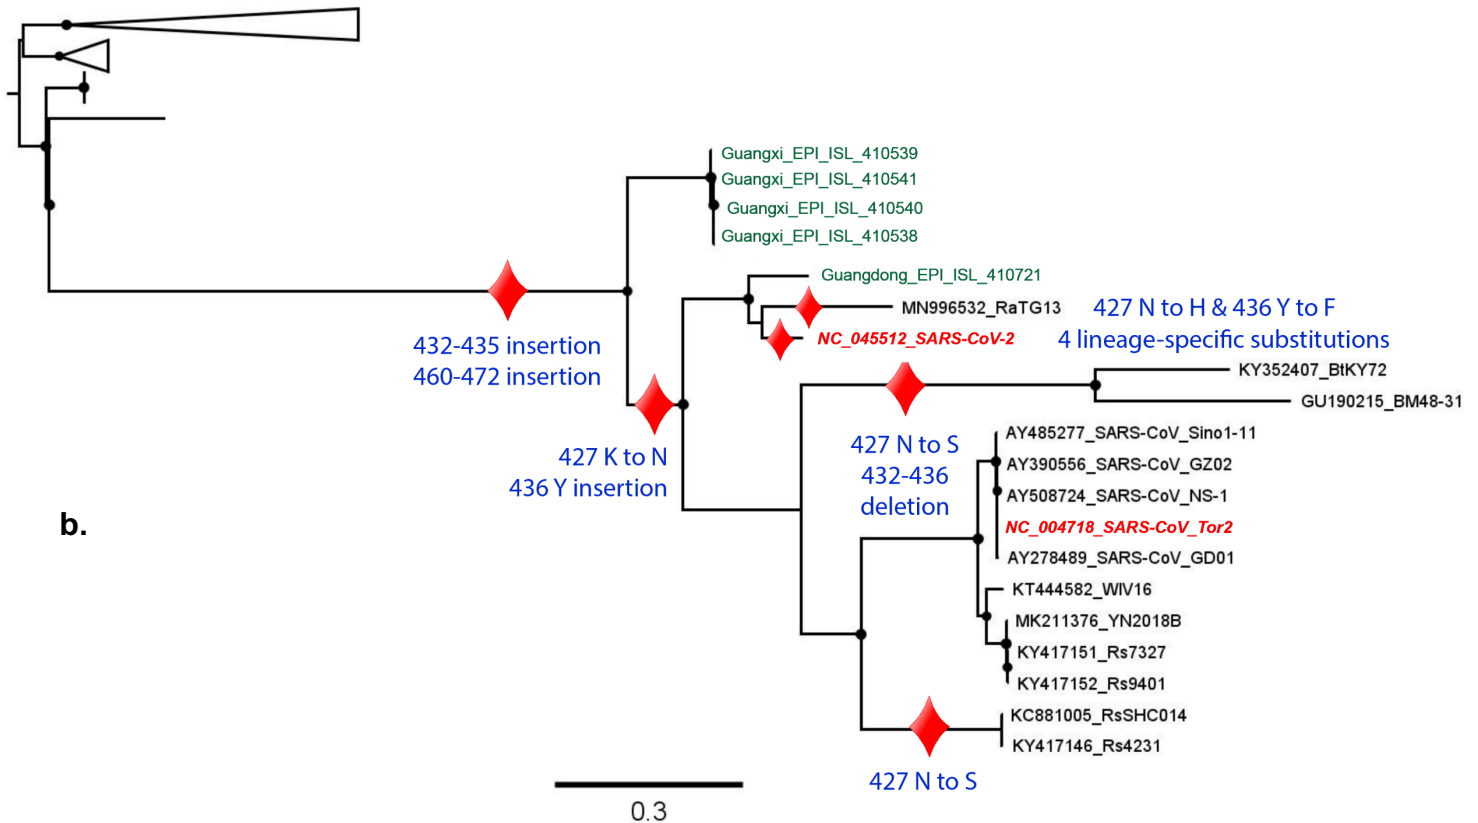 Guangxi_EPI_ISL_410539
Guangxi_EPI_ISL_410541
Guangxi_EPI_ISL_410540
Guangxi_EPI_ISL_410538
Guangdong_EPI_ISL_410721
MN996532_RaTG13
427 N to H & 436 Y to F
NC_045512_SARS-CoV-2
4 lineage-specific substitutions
432-435 insertion
460-472 insertion
KY352407_BtKY72
GU190215_BM48-31
427 K to N
436 Y insertion
427 N to S
432-436
deletion
AY485277_SARS-CoV_Sino1-11
AY390556_SARS-CoV_GZ02
AY508724_SARS-CoV_NS-1
b.
NC_004718_SARS-CoV_Tor2
AY278489_SARS-CoV_GD01
KT444582_WIV16
MK211376_YN2018B
KY417151_Rs7327
KY417152_Rs9401
KC881005_RsSHC014
KY417146_Rs4231
427 N to S
0.3